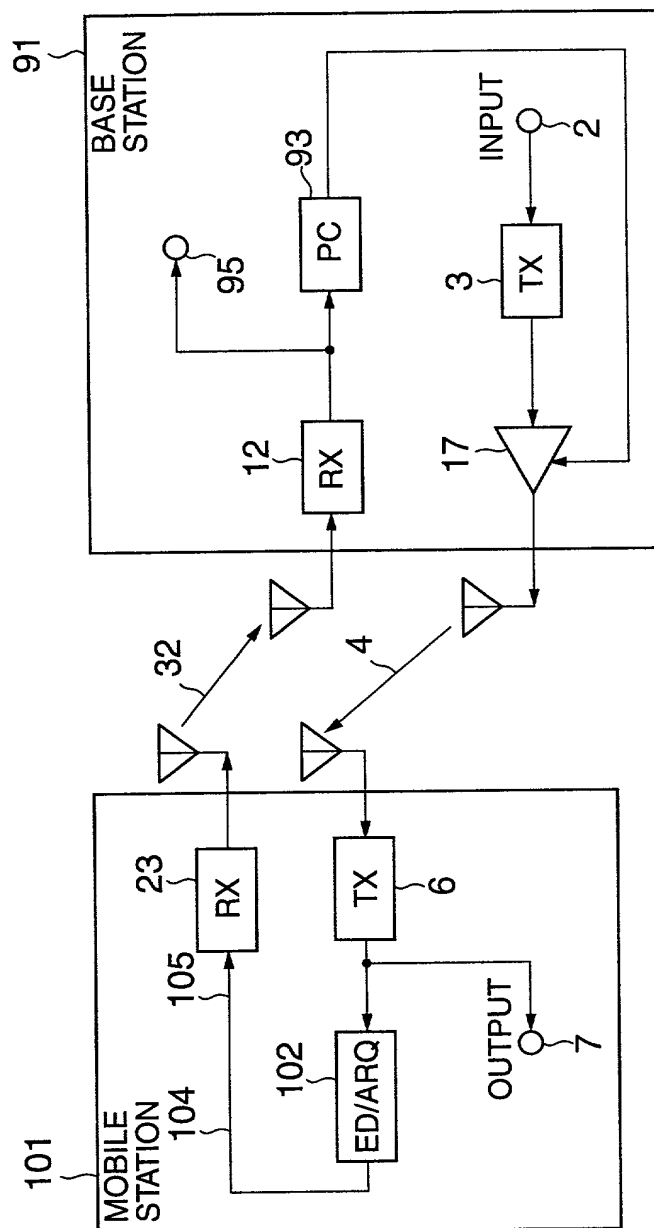 101
MOBILE
STATION
104
105
23
RX
102
ED/ARQ
TX
6
OUTPUT
7
32
4
91
BASE
STATION
95
93
PC
12
RX
INPUT
2
3
TX
17